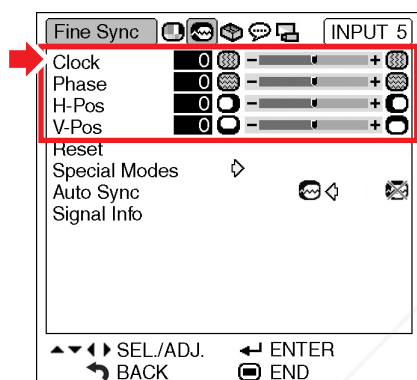 Fine Sync INPUT 5
Clock 0 - +
Phase 0 - +
H-Pos 0 - +
V-Pos 0 - +
Reset
Special Modes
Auto Sync
Signal Info
SEL./ADJ. ENTER
BACK END